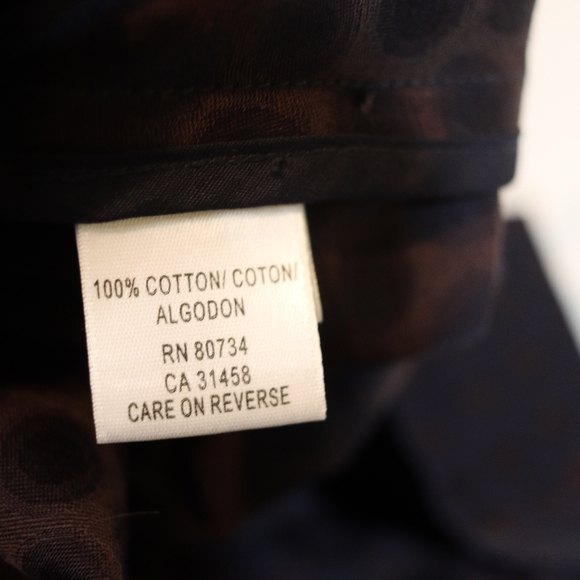 100% COTTON/ COTON/
ALGODON
RN 80734
CA 31458
CARE ON REVERSE